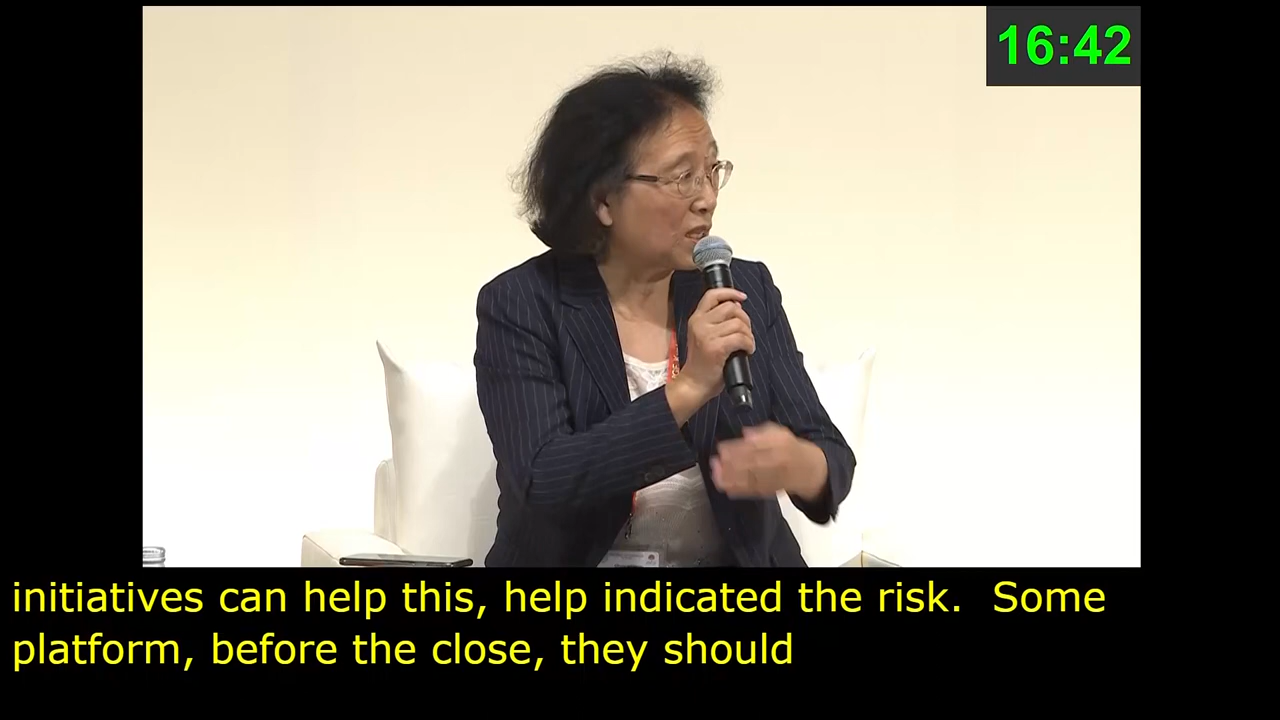 16:42
initiatives can help this, help indicated the risk.  Some
platform, before the close, they should